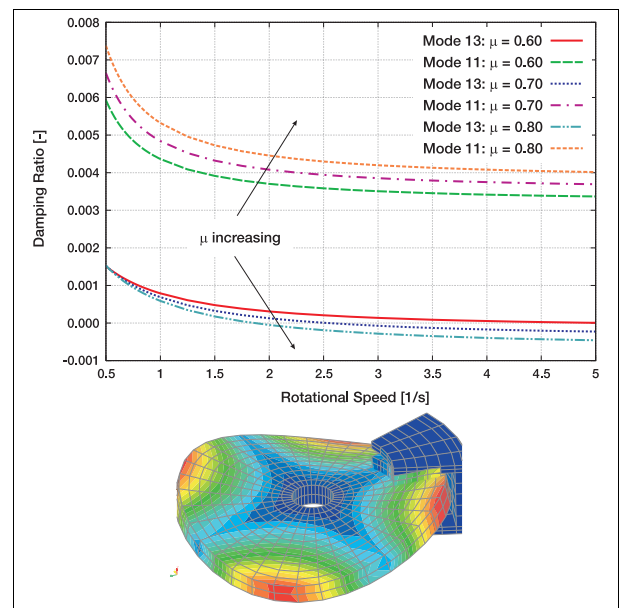 0.008
0.007
0.006
0.005
0.004
0.003
0.002
0.001
0.000
-0.001
Damping Ratio [-]
Mode 13: μ = 0.60
Mode 11: μ = 0.60
Mode 13: μ = 0.70
Mode 11: μ = 0.70
Mode 13: μ = 0.80
Mode 11: μ = 0.80
μ increasing
0.5 1 1.5 2 2.5 3 3.5 4 4.5 5
Rotational Speed [1/s]